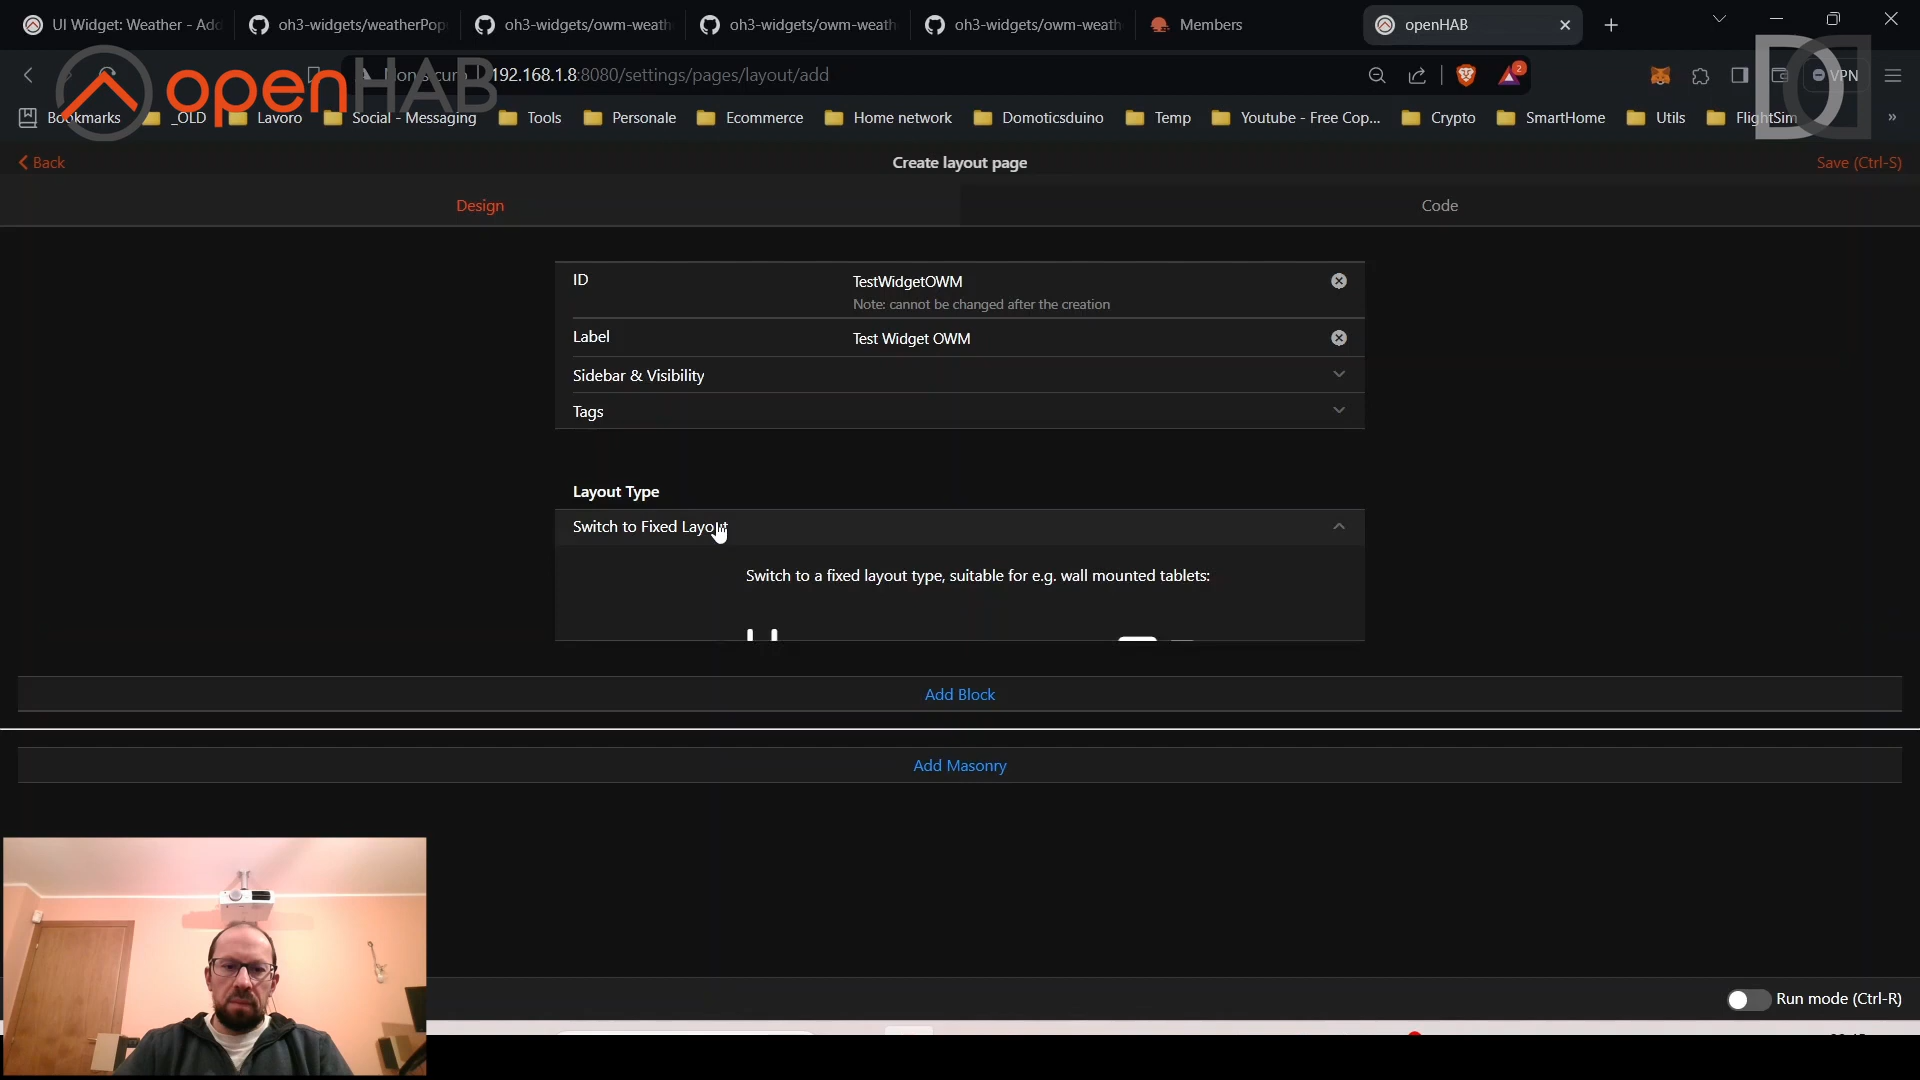 UI Widget: Weather - Add
oh3-widgets/weatherPop
oh3-widgets/owm-weath
oh3-widgets/owm-weath
oh3-widgets/owm-weath
Members
openHAB
openHAB
Non sicuro
192.168.1.8:8080/settings/pages/layout/add
2
VPN
Bookmarks
_OLD
Lavoro
Social - Messaging
Tools
Personale
Ecommerce
Home network
Domoticsduino
Temp
Youtube - Free Cop...
Crypto
SmartHome
Utils
FlightSim
»
Back
Create layout page
Save (Ctrl-S)
Design
Code
ID
TestWidgetOWM
Note: cannot be changed after the creation
Label
Test Widget OWM
Sidebar & Visibility
Tags
Layout Type
Switch to Fixed Layout
Switch to a fixed layout type, suitable for e.g. wall mounted tablets:
Add Block
Add Masonry
Run mode (Ctrl-R)